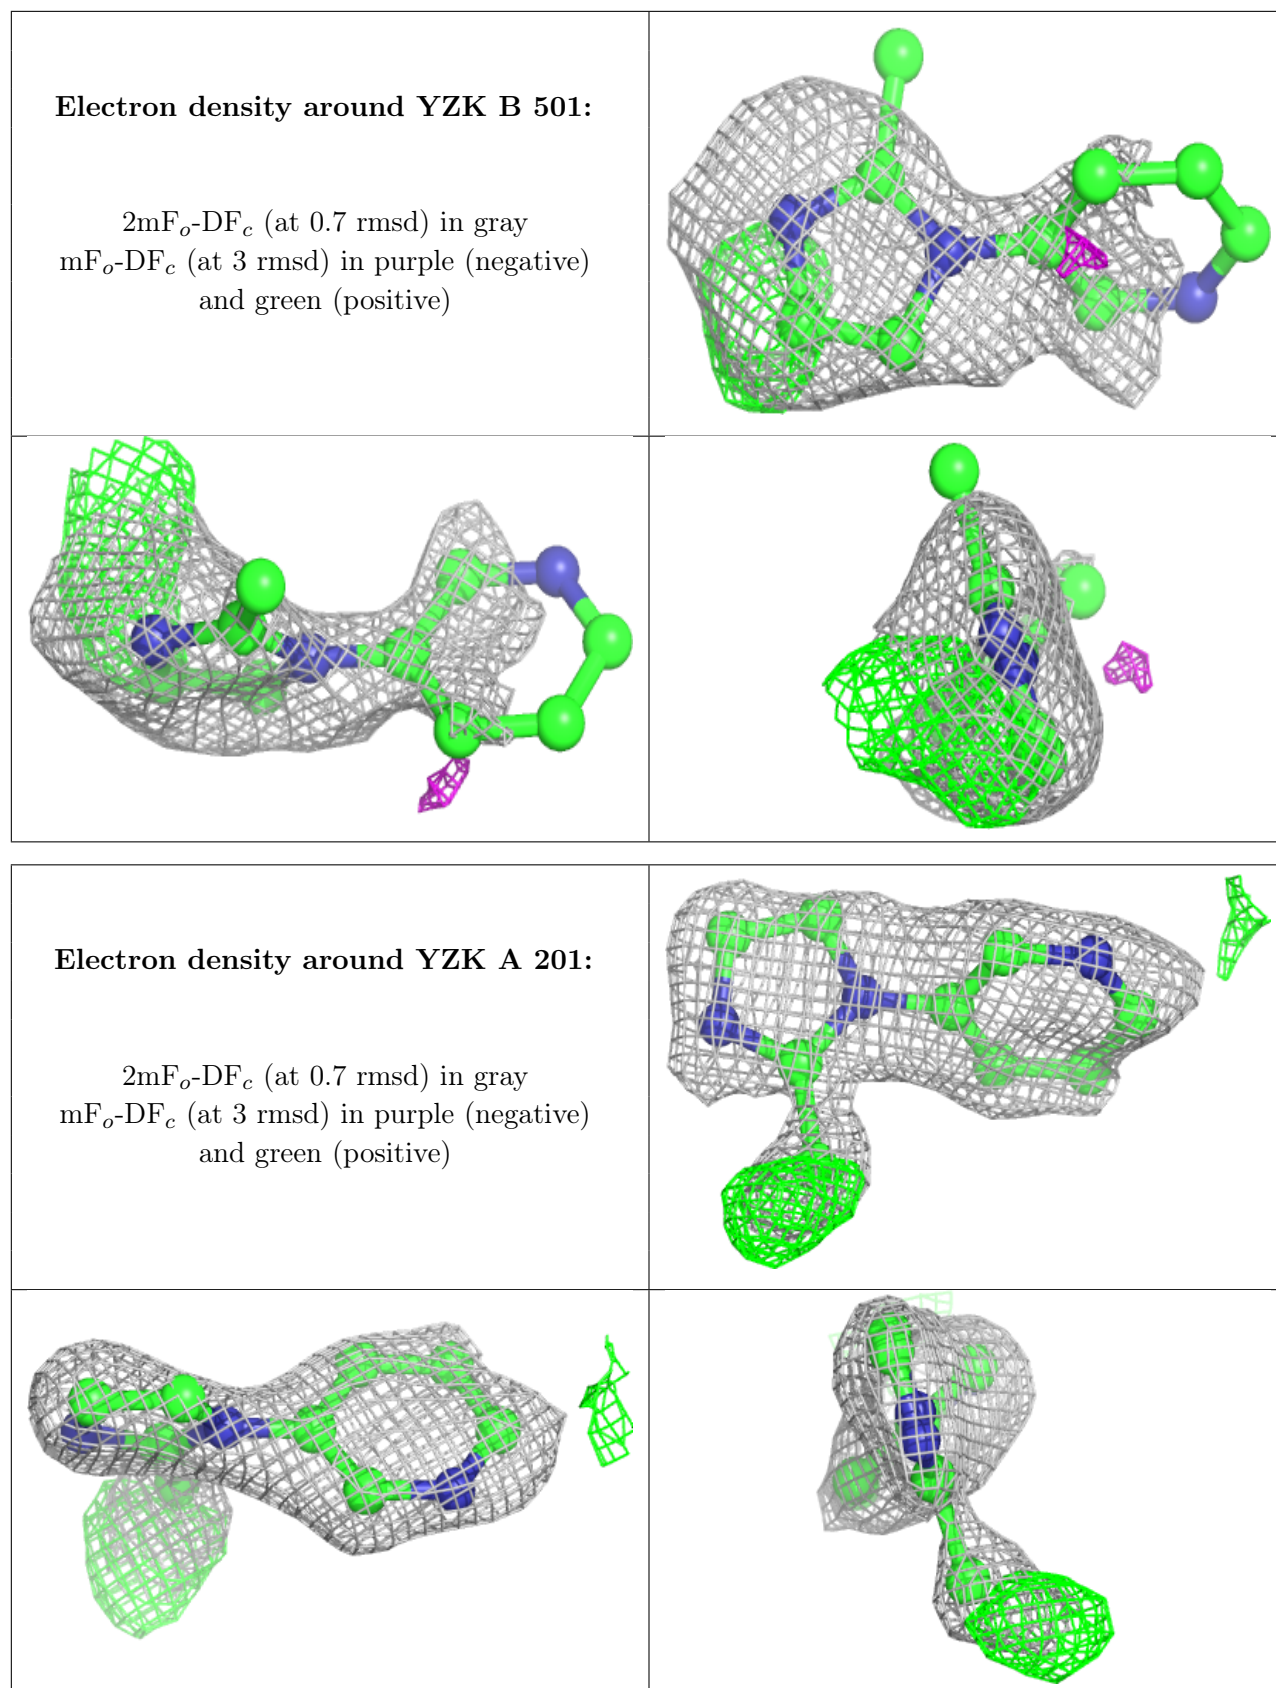 Electron density around YZK B 501:
2mFₒ-DF𝒸 (at 0.7 rmsd) in gray
mFₒ-DF𝒸 (at 3 rmsd) in purple (negative)
and green (positive)
Electron density around YZK A 201:
2mFₒ-DF𝒸 (at 0.7 rmsd) in gray
mFₒ-DF𝒸 (at 3 rmsd) in purple (negative)
and green (positive)